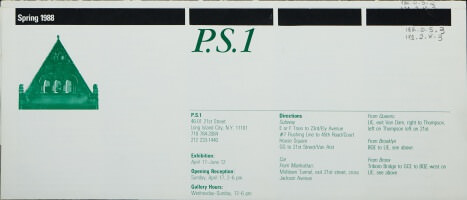 Spring 1988
P.S.1
P.S.1
46-01 21st Street
Long Island City, N.Y. 11101
718 784-2084
212 233-1440
Exhibition:
April 17-June 12
Opening Reception:
Sunday, April 17, 2-6 pm
Gallery Hours:
Wednesday-Sunday, 12-6 pm
Directions
Subway
E or F Train to 23rd/Ely Avenue
#7 Flushing Line to 45th Road/Court
House Square
GG to 21st Street/Van Alst
Car
From Manhattan:
Midtown Tunnel, exit 21st street, cross
Jackson Avenue
From Queens:
LIE, exit Van Dam, right to Thompson,
left on Thompson left on 21st
From Brooklyn
BQE to LIE, see above
From Bronx
Triboro Bridge to GCP, BQE west on
LIE, see above